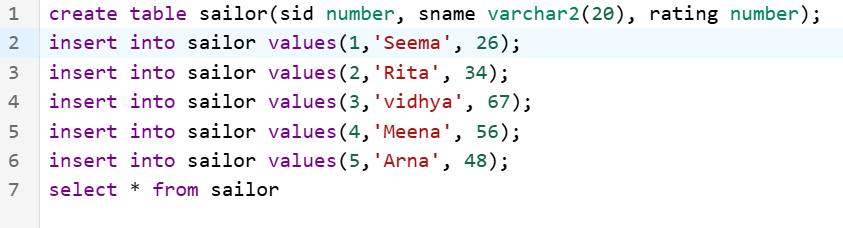 1 create table sailor(sid number, sname varchar2(20), rating number);
2 insert into sailor values(1,'Seema', 26);
3 insert into sailor values(2,'Rita', 34);
4 insert into sailor values(3,'vidhya', 67);
5 insert into sailor values(4,'Meena', 56);
6 insert into sailor values(5,'Arna', 48);
7 select * from sailor